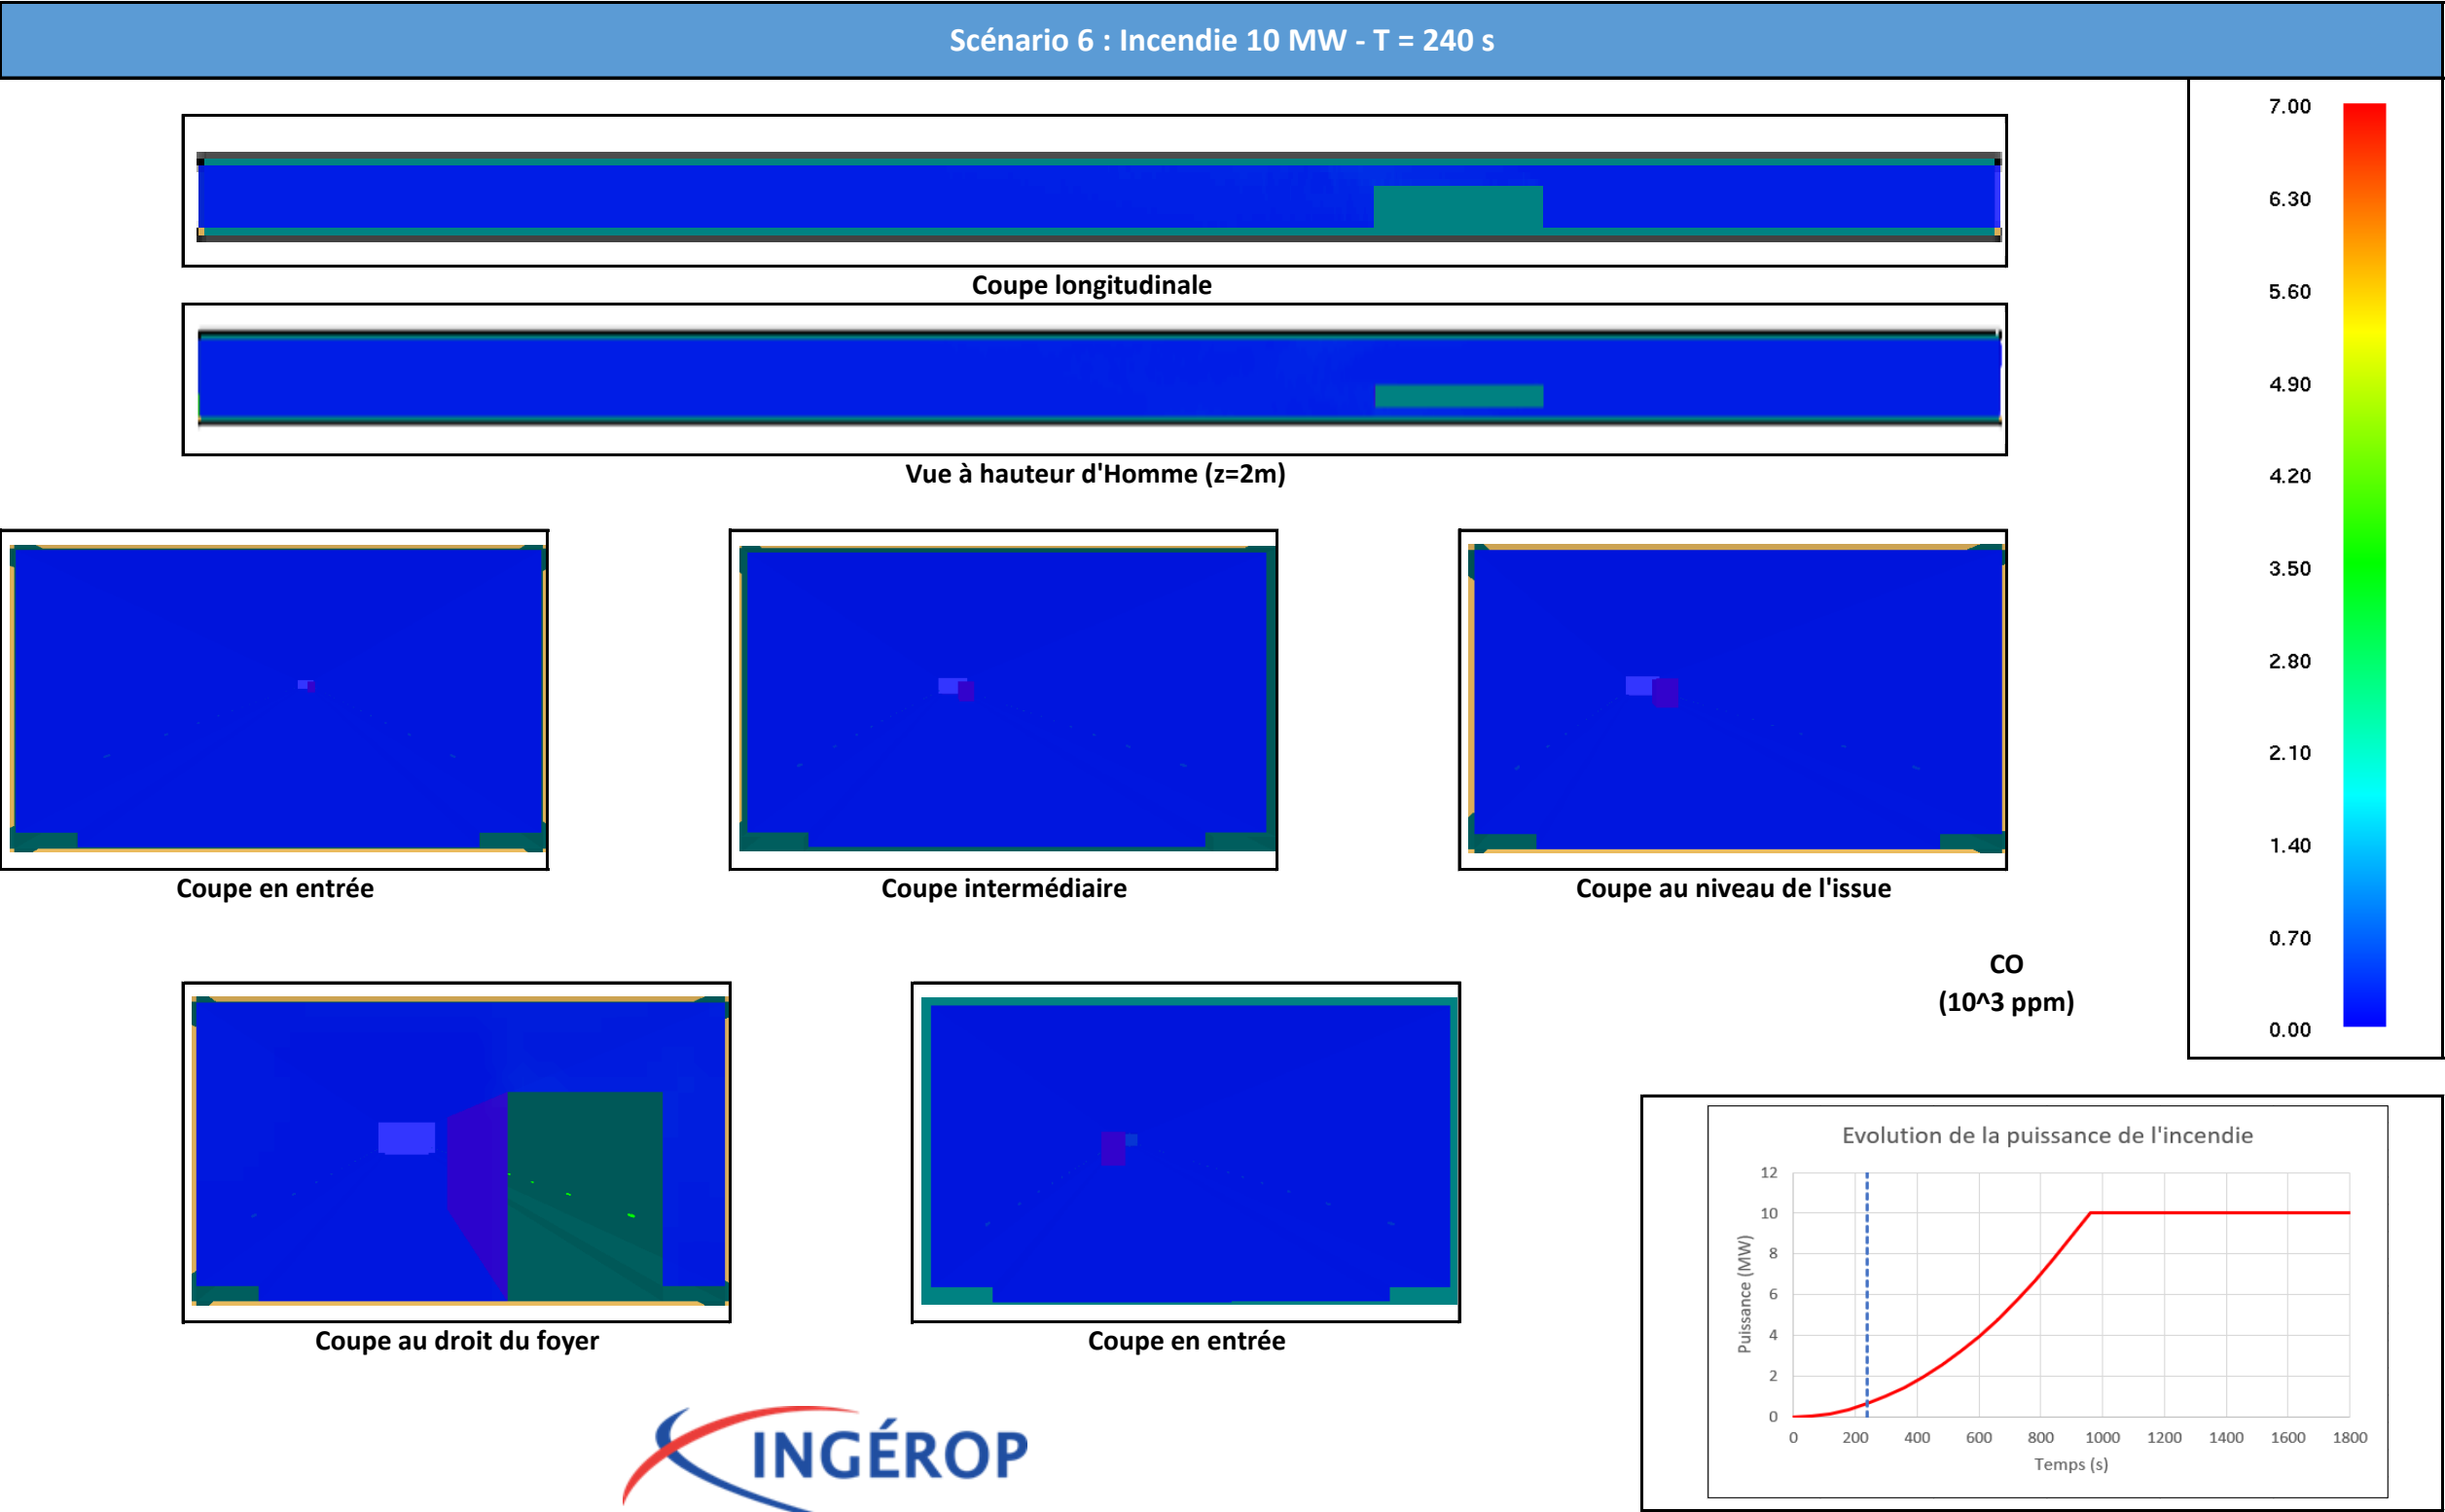 Scénario 6 : Incendie 10 MW - T = 240 s
7.00
6.30
5.60
4.90
4.20
3.50
2.80
2.10
1.40
0.70
0.00
Coupe longitudinale
Vue à hauteur d'Homme (z=2m)
Coupe en entrée
Coupe intermédiaire
Coupe au niveau de l'issue
CO
(10^3 ppm)
Coupe au droit du foyer
Coupe en entrée
Evolution de la puissance de l'incendie
Puissance (MW)
12
10
8
6
4
2
0
0 200 400 600 800 1000 1200 1400 1600 1800
Temps (s)
INGÉROP